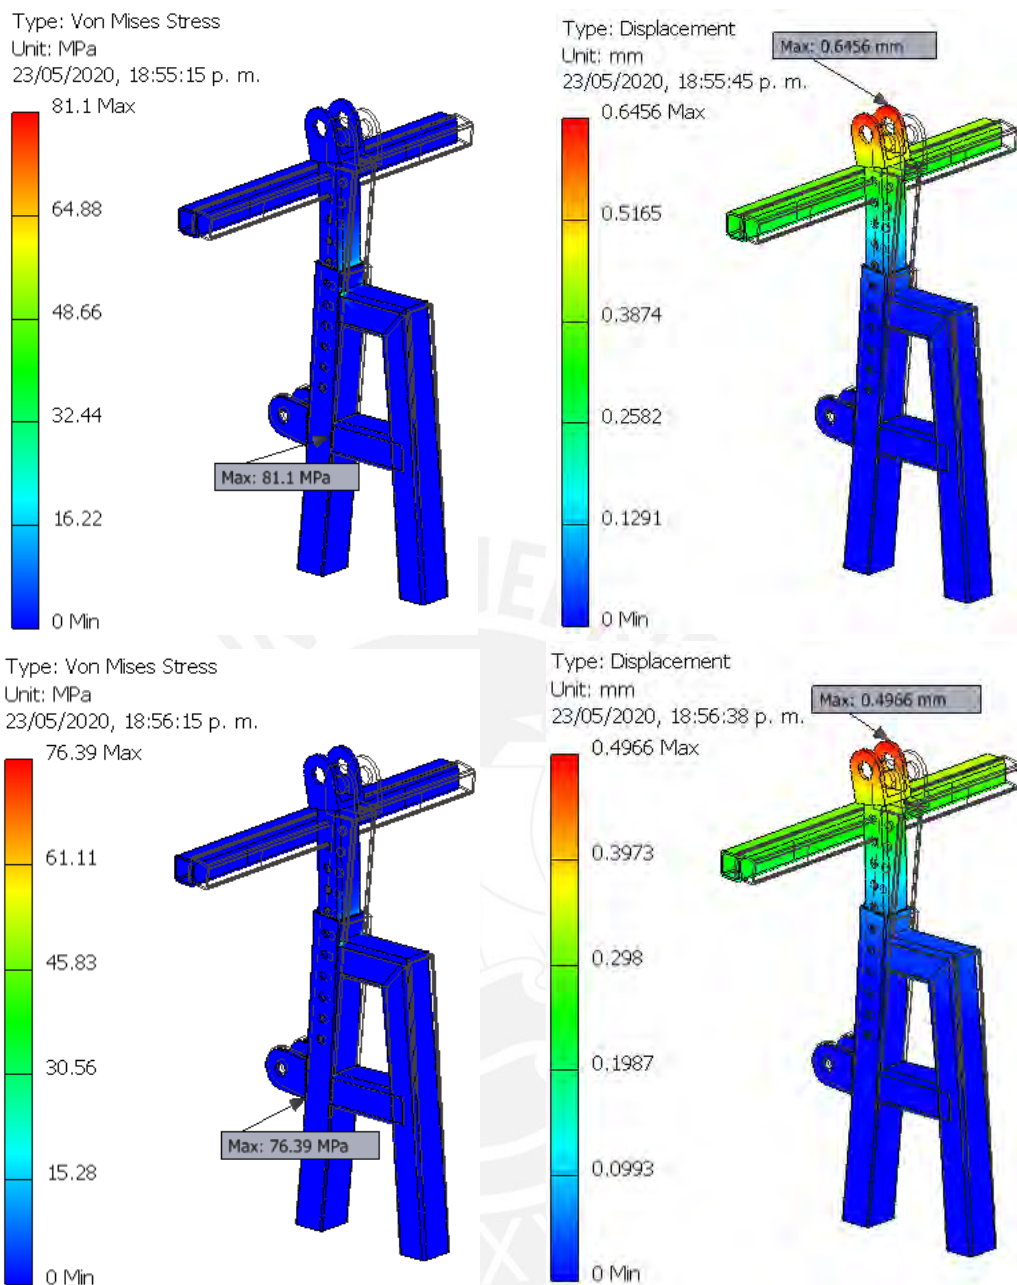 Type: Von Mises Stress
Unit: MPa
23/05/2020, 18:55:15 p. m.
81.1 Max
64.88
48.66
32.44
16.22
0 Min
Max: 81.1 MPa
Type: Displacement
Unit: mm
23/05/2020, 18:55:45 p. m.
Max: 0.6456 mm
0.6456 Max
0.5165
0.3874
0.2582
0.1291
0 Min
Type: Von Mises Stress
Unit: MPa
23/05/2020, 18:56:15 p. m.
76.39 Max
61.11
45.83
30.56
15.28
0 Min
Max: 76.39 MPa
Type: Displacement
Unit: mm
23/05/2020, 18:56:38 p. m.
Max: 0.4966 mm
0.4966 Max
0.3973
0.298
0.1987
0.0993
0 Min